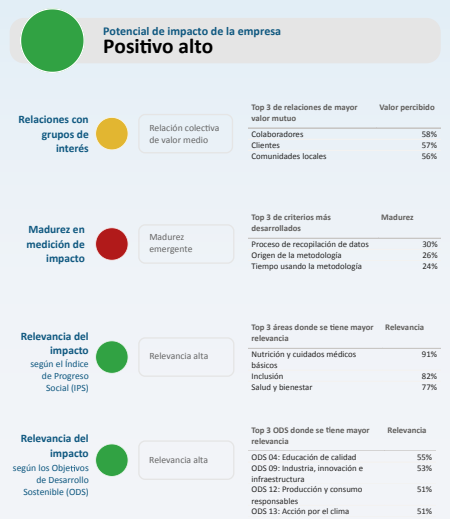 Potencial de impacto de la empresa
Positivo alto
Relaciones con
grupos de
interés
Relación colectiva
de valor medio
Top 3 de relaciones de mayor
valor mutuo
Valor percibido
Colaboradores 58%
Clientes 57%
Comunidades locales 56%
Madurez en
medición de
impacto
Madurez
emergente
Top 3 de criterios más
desarrollados
Madurez
Proceso de recopilación de datos 30%
Origen de la metodología 26%
Tiempo usando la metodología 24%
Relevancia del
impacto
según el Índice
de Progreso
Social (IPS)
Relevancia alta
Top 3 áreas donde se tiene mayor
relevancia
Relevancia
Nutrición y cuidados médicos 91%
básicos
Inclusión 82%
Salud y bienestar 77%
Relevancia del
impacto
según los Objetivos
de Desarrollo
Sostenible (ODS)
Relevancia alta
Top 3 ODS donde se tiene mayor
relevancia
Relevancia
ODS 04: Educación de calidad 55%
ODS 09: Industria, innovación e 53%
infraestructura
ODS 12: Producción y consumo 51%
responsables
ODS 13: Acción por el clima 51%